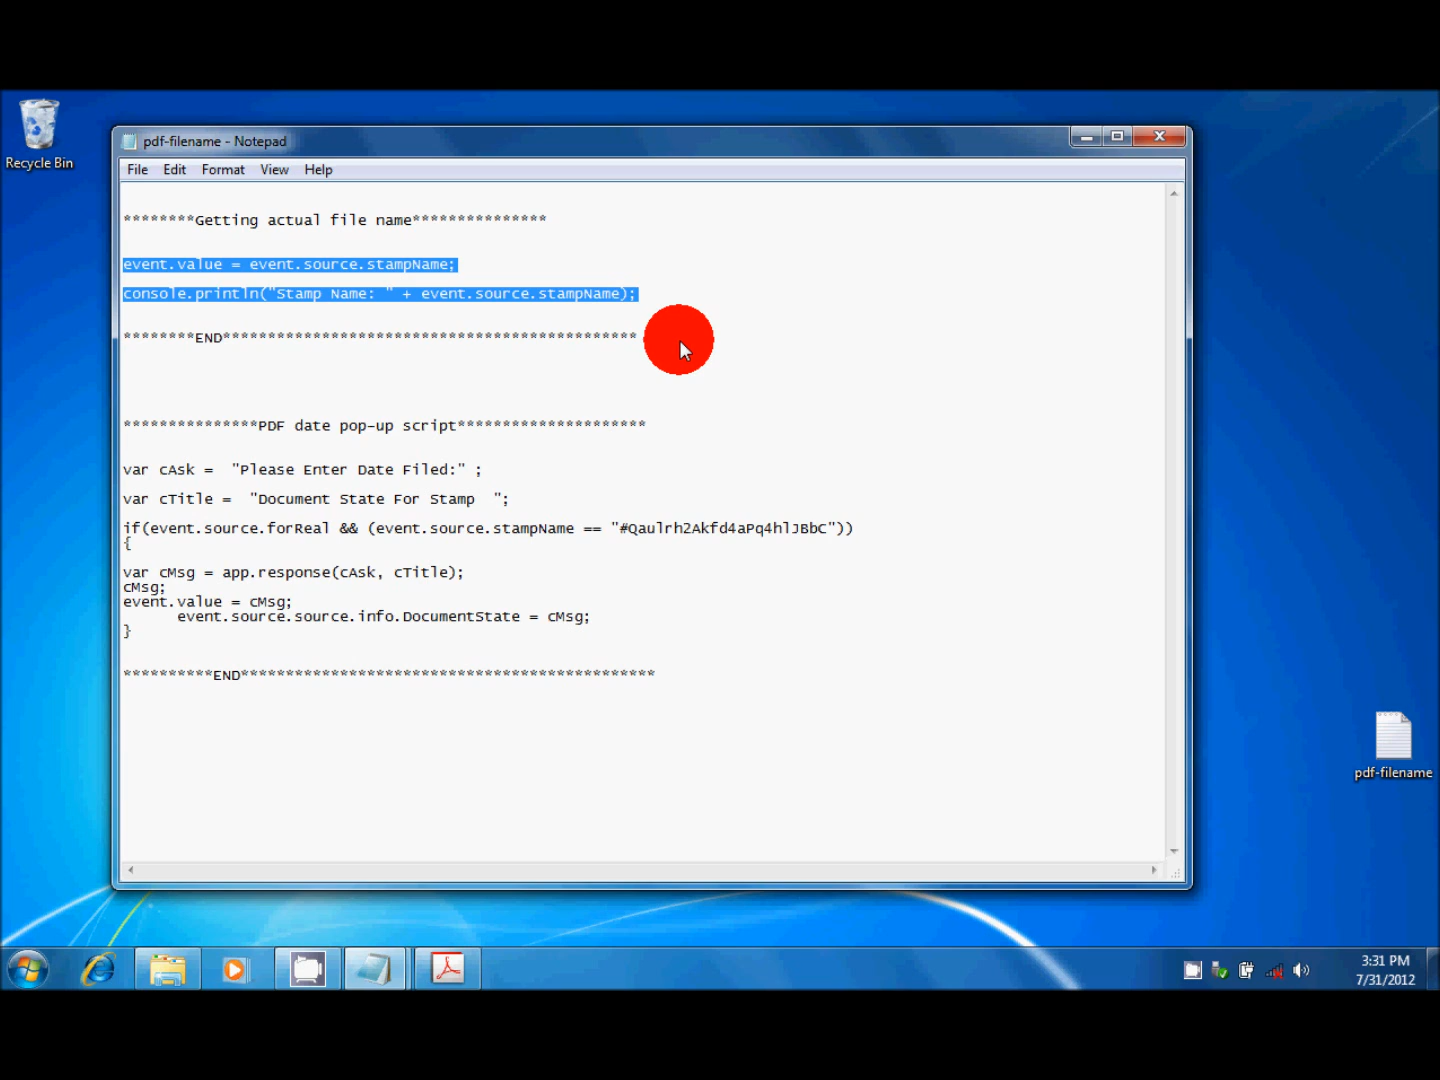 Recycle Bin
pdf-filename - Notepad
File Edit Format View Help
********Getting actual file name***************
event.value = event.source.stampName;
console.println("Stamp Name: " + event.source.stampName);
********END**********************************************
***************PDF date pop-up script*********************
var cAsk =  "Please Enter Date Filed:" ;
var cTitle =  "Document State For Stamp  ";
if(event.source.forReal && (event.source.stampName == "#Qaulrh2Akfd4aPq4hlJBbC"))
{
var cMsg = app.response(cAsk, cTitle);
cMsg;
event.value = cMsg;
event.source.source.info.DocumentState = cMsg;
}
**********END**********************************************
pdf-filename
3:31 PM
7/31/2012